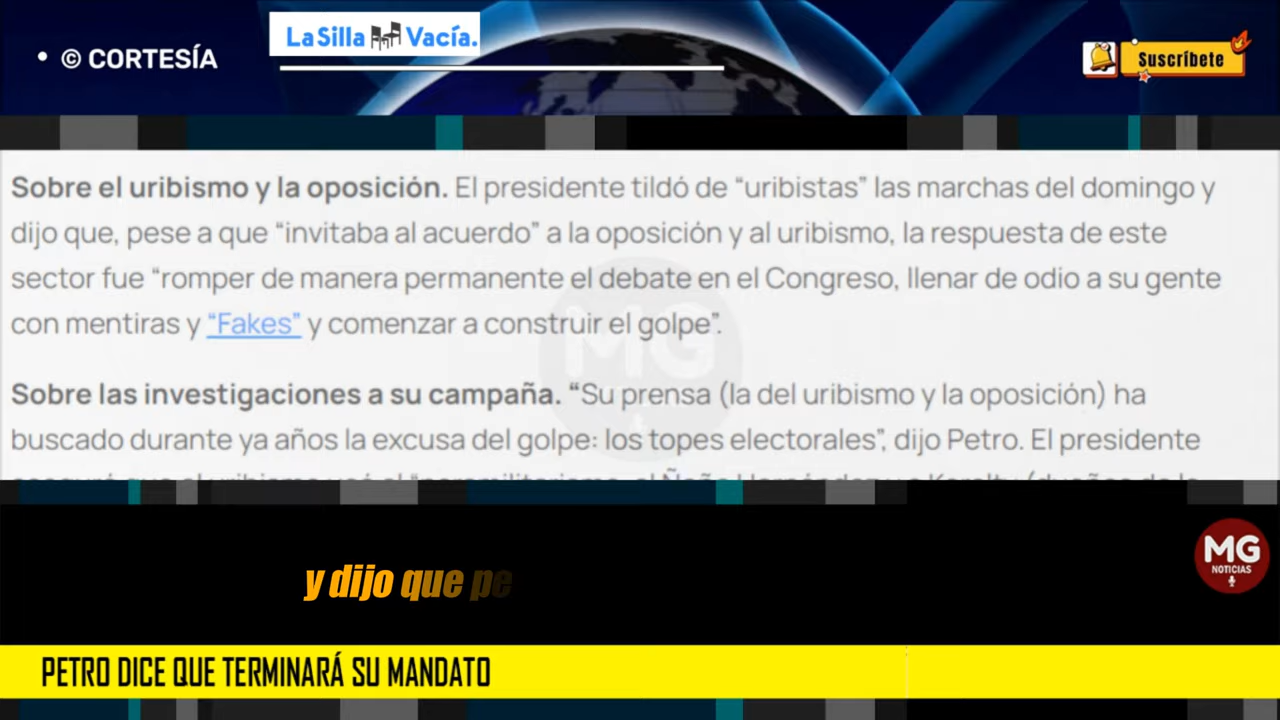 • © CORTESÍA
La Silla Vacía.
Suscríbete
Sobre el uribismo y la oposición. El presidente tildó de “uribistas” las marchas del domingo y
dijo que, pese a que “invitaba al acuerdo” a la oposición y al uribismo, la respuesta de este
sector fue “romper de manera permanente el debate en el Congreso, llenar de odio a su gente
con mentiras y “Fakes” y comenzar a construir el golpe”.
MG
Sobre las investigaciones a su campaña. “Su prensa (la del uribismo y la oposición) ha
buscado durante ya años la excusa del golpe: los topes electorales”, dijo Petro. El presidente
y dijo que pe
MG
NOTICIAS
PETRO DICE QUE TERMINARÁ SU MANDATO